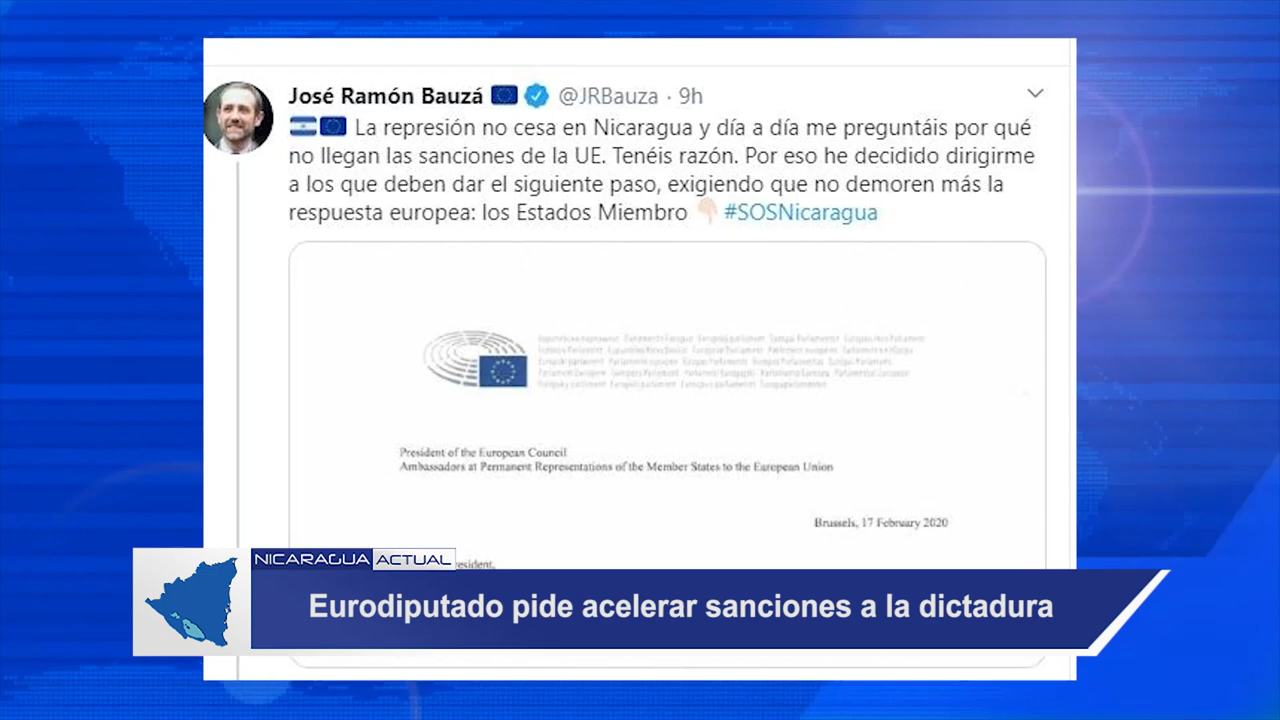 José Ramón Bauzá @JRBauza · 9h
La represión no cesa en Nicaragua y día a día me preguntáis por qué
no llegan las sanciones de la UE. Tenéis razón. Por eso he decidido dirigirme
a los que deben dar el siguiente paso, exigiendo que no demoren más la
respuesta europea: los Estados Miembro #SOSNicaragua
President of the European Council
Ambassadors at Permanent Representations of the Member States to the European Union
Brussels, 17 February 2020
NICARAGUA ACTUAL
Eurodiputado pide acelerar sanciones a la dictadura